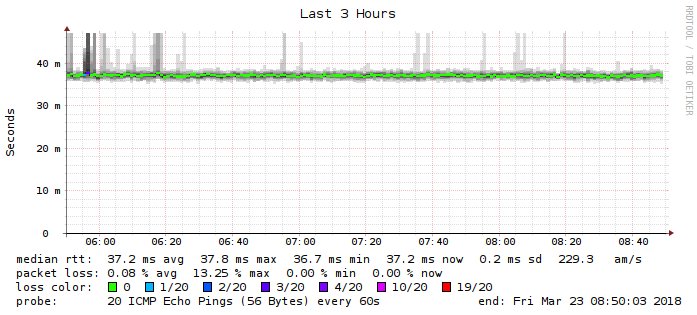 Last 3 Hours
RRDTOOL / TOBI OETIKER
Seconds
40 m
30 m
20 m
10 m
0
06:00 06:20 06:40 07:00 07:20 07:40 08:00 08:20 08:40
median rtt: 37.2 ms avg 37.8 ms max 36.7 ms min 37.2 ms now 0.2 ms sd 229.3 am/s
packet loss: 0.08 % avg 13.25 % max 0.00 % min 0.00 % now
loss color: 0 1/20 2/20 3/20 4/20 10/20 19/20
probe: 20 ICMP Echo Pings (56 Bytes) every 60s end: Fri Mar 23 08:50:03 2018